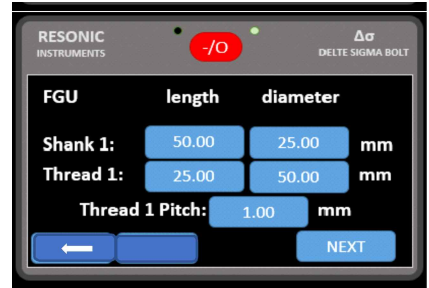 RESONIC
INSTRUMENTS
-/O
Δσ
DELTE SIGMA BOLT
FGU length diameter
Shank 1: 50.00 25.00 mm
Thread 1: 25.00 50.00 mm
Thread 1 Pitch: 1.00 mm
NEXT